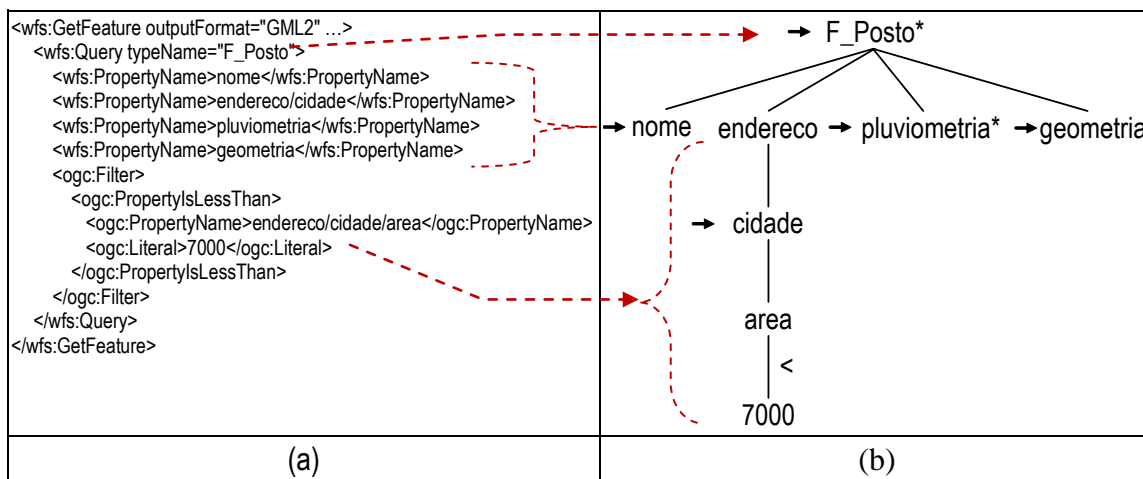 <wfs:GetFeature outputFormat="GML2" …>
<wfs:Query typeName="F_Posto">
<wfs:PropertyName>nome</wfs:PropertyName>
<wfs:PropertyName>endereco/cidade</wfs:PropertyName>
<wfs:PropertyName>pluviometria</wfs:PropertyName>
<wfs:PropertyName>geometria</wfs:PropertyName>
<ogc:Filter>
<ogc:PropertyIsLessThan>
<ogc:PropertyName>endereco/cidade/area</ogc:PropertyName>
<ogc:Literal>7000</ogc:Literal>
</ogc:PropertyIsLessThan>
</ogc:Filter>
</wfs:Query>
</wfs:GetFeature>
(a)
F_Posto*
nome endereco pluviometria* geometria
cidade
area
<
7000
(b)